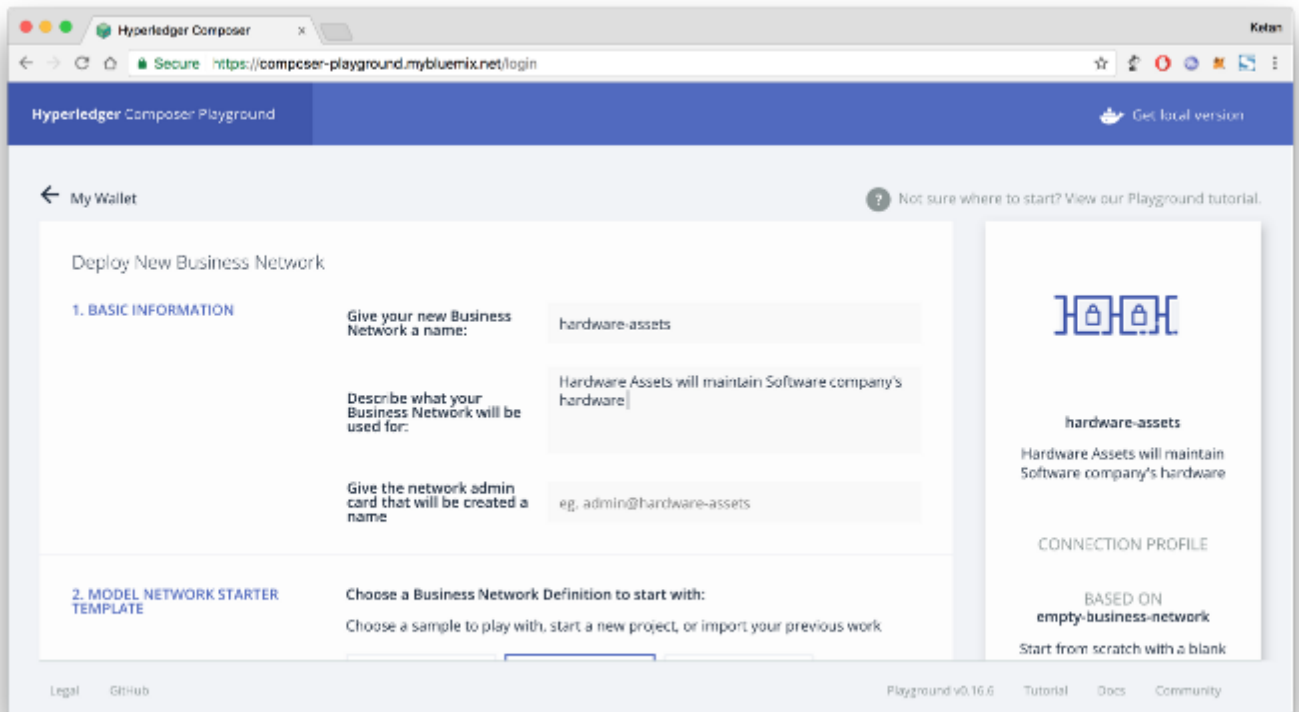 Hyperledger Composer
Ketan
Secure https://composer-playground.mybluemix.net/login
Hyperledger Composer Playground
Get local version
My Wallet
? Not sure where to start? View our Playground tutorial.
Deploy New Business Network
1. BASIC INFORMATION
Give your new Business
Network a name:
hardware-assets
Describe what your
Business Network will be
used for:
Hardware Assets will maintain Software company's
hardware
Give the network admin
card that will be created a
name
eg. admin@hardware-assets
2. MODEL NETWORK STARTER
TEMPLATE
Choose a Business Network Definition to start with:
Choose a sample to play with, start a new project, or import your previous work
hardware-assets
Hardware Assets will maintain
Software company's hardware
CONNECTION PROFILE
BASED ON
empty-business-network
Start from scratch with a blank
Legal GitHub
Playground v0.16.6 Tutorial Docs Community